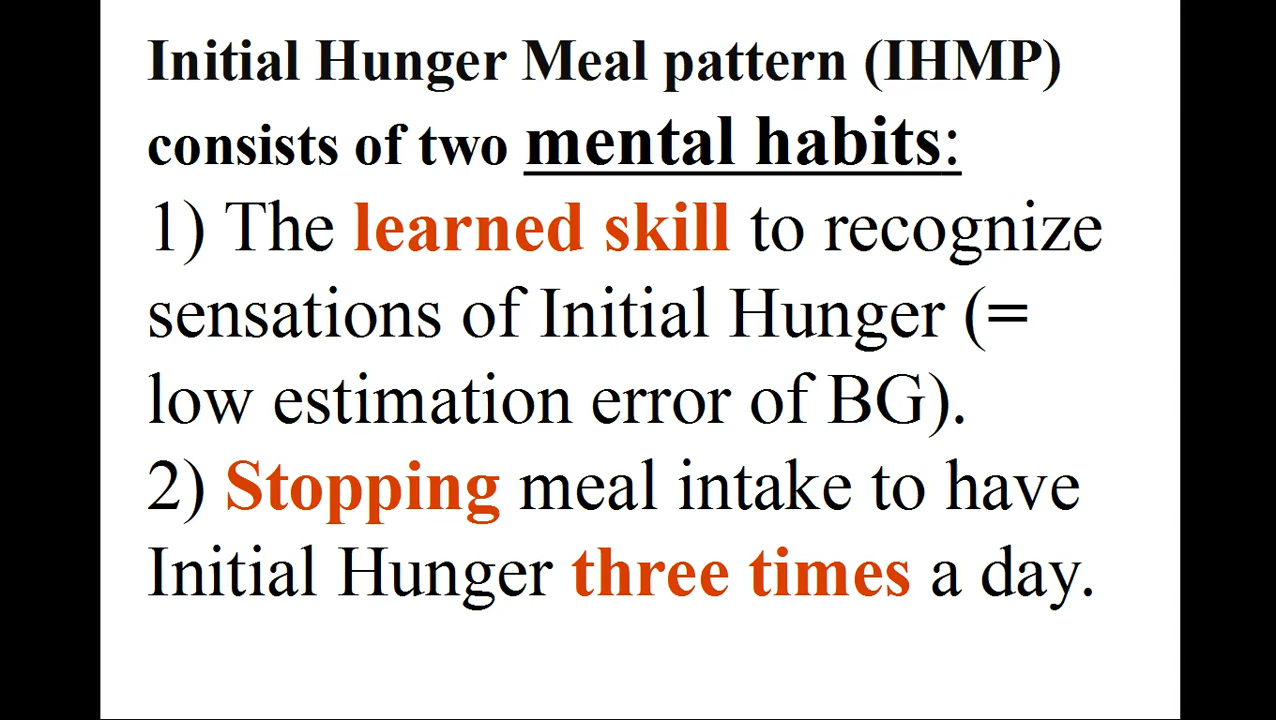 Initial Hunger Meal pattern (IHMP)
consists of two mental habits:
1) The learned skill to recognize
sensations of Initial Hunger (=
low estimation error of BG).
2) Stopping meal intake to have
Initial Hunger three times a day.